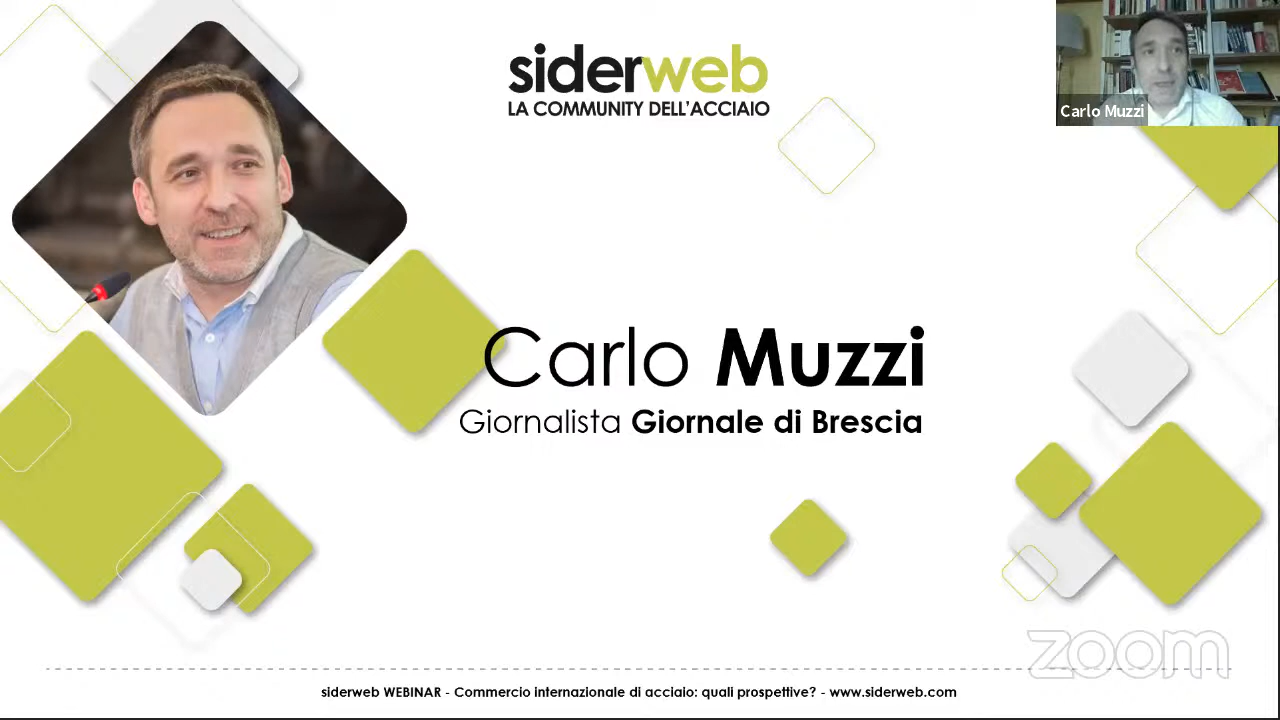 siderweb
LA COMMUNITY DELL'ACCIAIO
Carlo Muzzi
Carlo Muzzi
Giornalista Giornale di Brescia
zoom
siderweb WEBINAR - Commercio internazionale di acciaio: quali prospettive? - www.siderweb.com